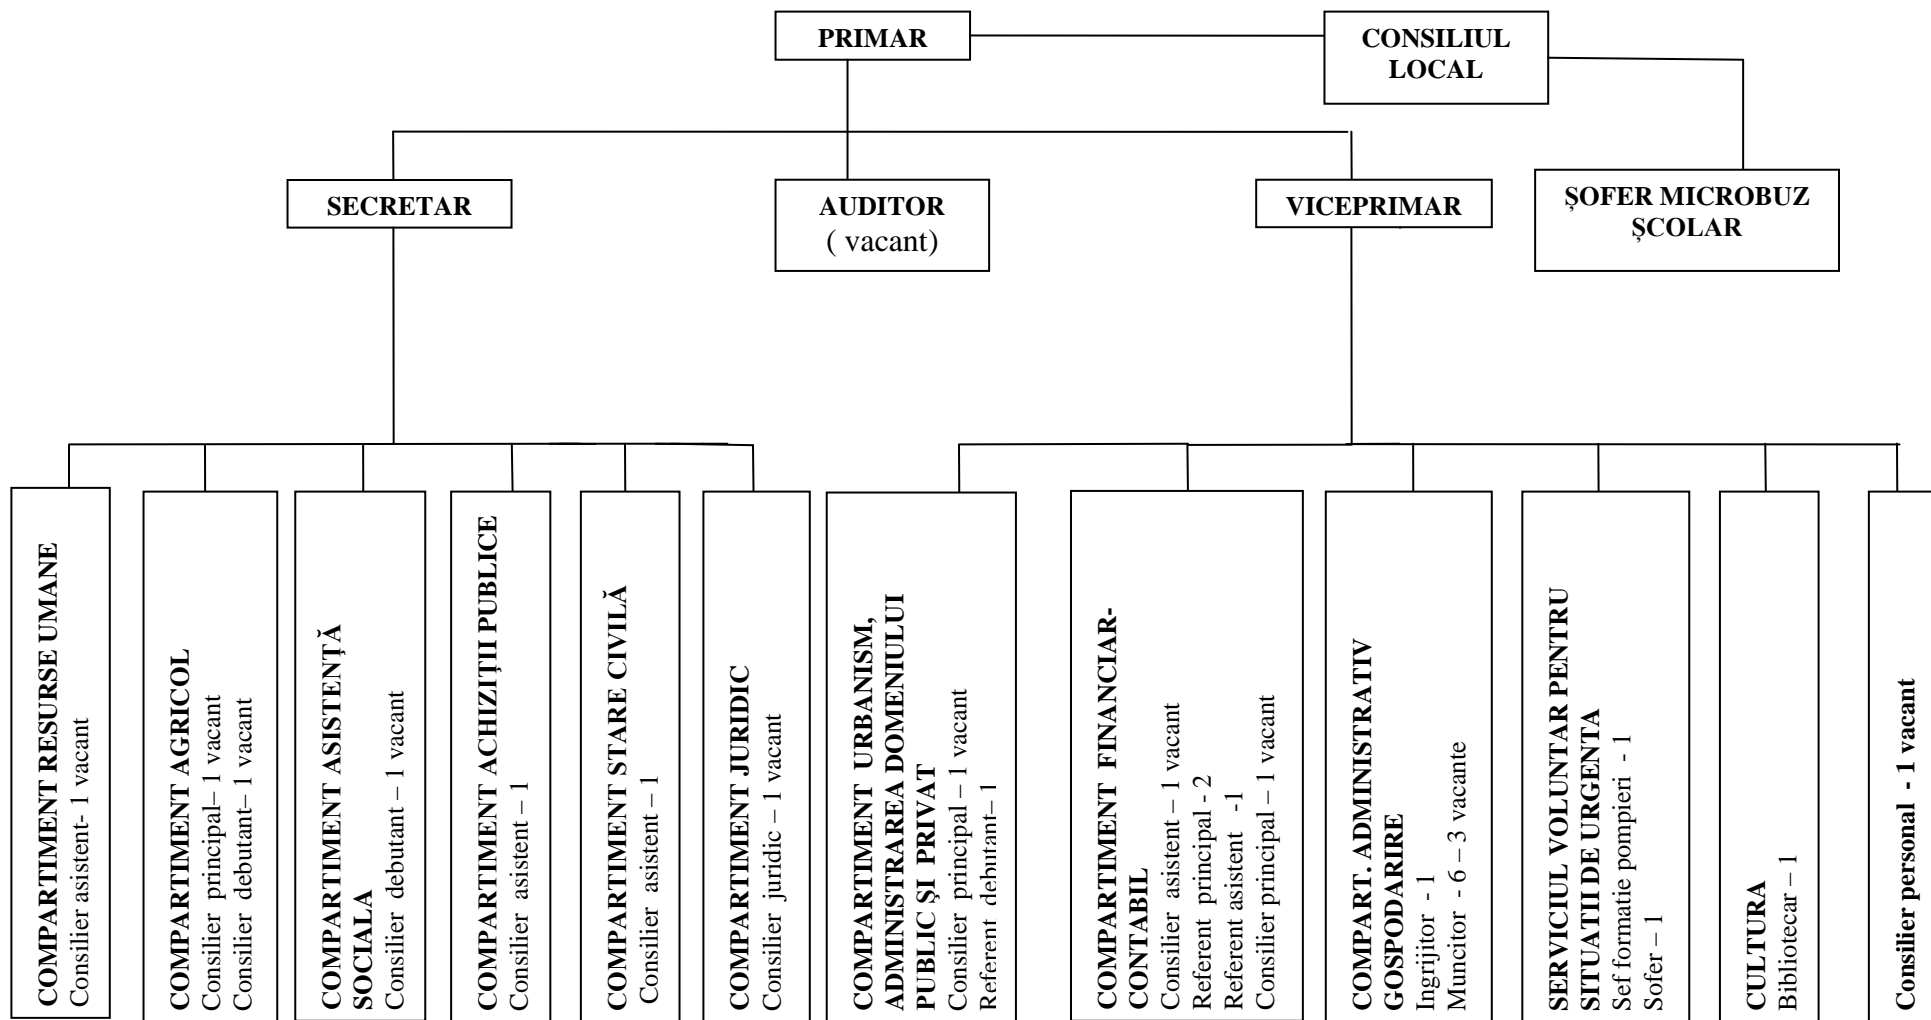 PRIMAR
CONSILIUL
LOCAL
SECRETAR
AUDITOR
( vacant)
VICEPRIMAR
ȘOFER MICROBUZ
ȘCOLAR
COMPARTIMENT RESURSE UMANE
Consilier asistent- 1 vacant
COMPARTIMENT AGRICOL
Consilier principal– 1 vacant
Consilier debutant– 1 vacant
COMPARTIMENT ASISTENŢĂ
SOCIALA
Consilier debutant – 1 vacant
COMPARTIMENT ACHIZIŢII PUBLICE
Consilier asistent – 1
COMPARTIMENT STARE CIVILĂ
Consilier asistent – 1
COMPARTIMENT JURIDIC
Consilier juridic – 1 vacant
COMPARTIMENT URBANISM,
ADMINISTRAREA DOMENIULUI
PUBLIC ŞI PRIVAT
Consilier principal – 1 vacant
Referent debutant– 1
COMPARTIMENT FINANCIAR-
CONTABIL
Consilier asistent – 1 vacant
Referent principal - 2
Referent asistent -1
Consilier principal – 1 vacant
COMPART. ADMINISTRATIV
GOSPODARIRE
Ingrijitor - 1
Muncitor - 6 – 3 vacante
SERVICIUL VOLUNTAR PENTRU
SITUATII DE URGENTA
Sef formatie pompieri - 1
Sofer – 1
CULTURA
Bibliotecar – 1
Consilier personal - 1 vacant